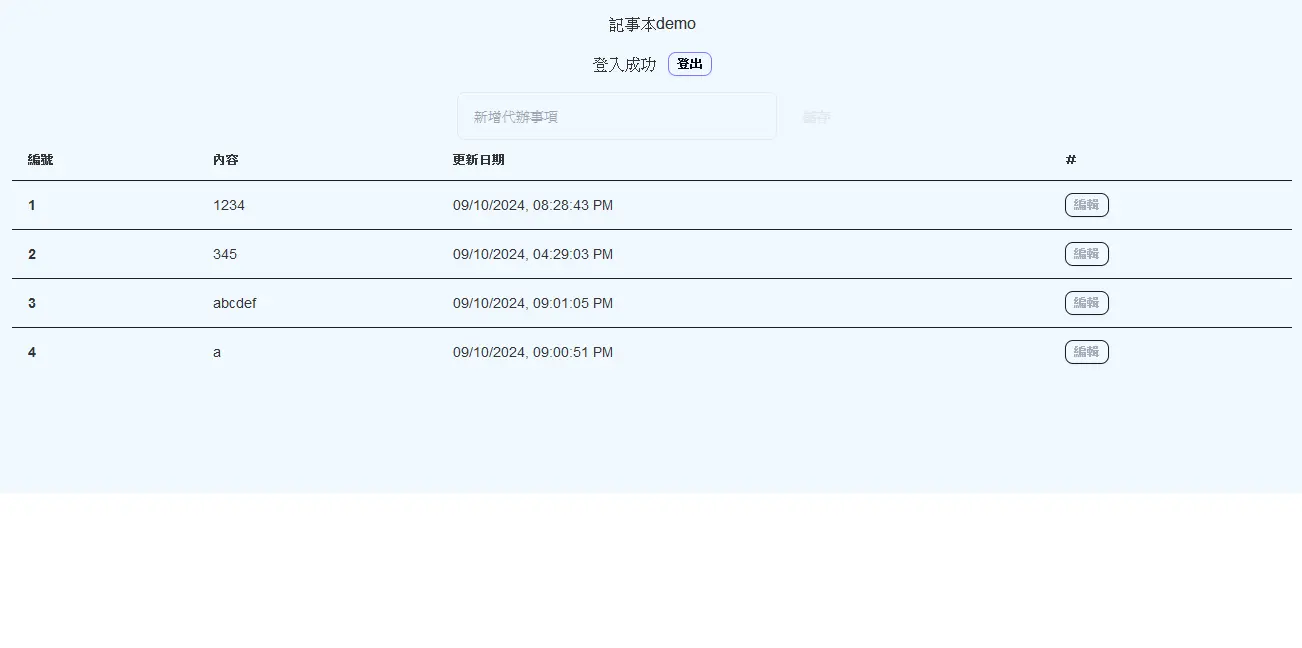 記事本demo
登入成功 登出
新增代辦事項 儲存
編號 內容 更新日期 #
1 1234 09/10/2024, 08:28:43 PM 編輯
2 345 09/10/2024, 04:29:03 PM 編輯
3 abcdef 09/10/2024, 09:01:05 PM 編輯
4 a 09/10/2024, 09:00:51 PM 編輯